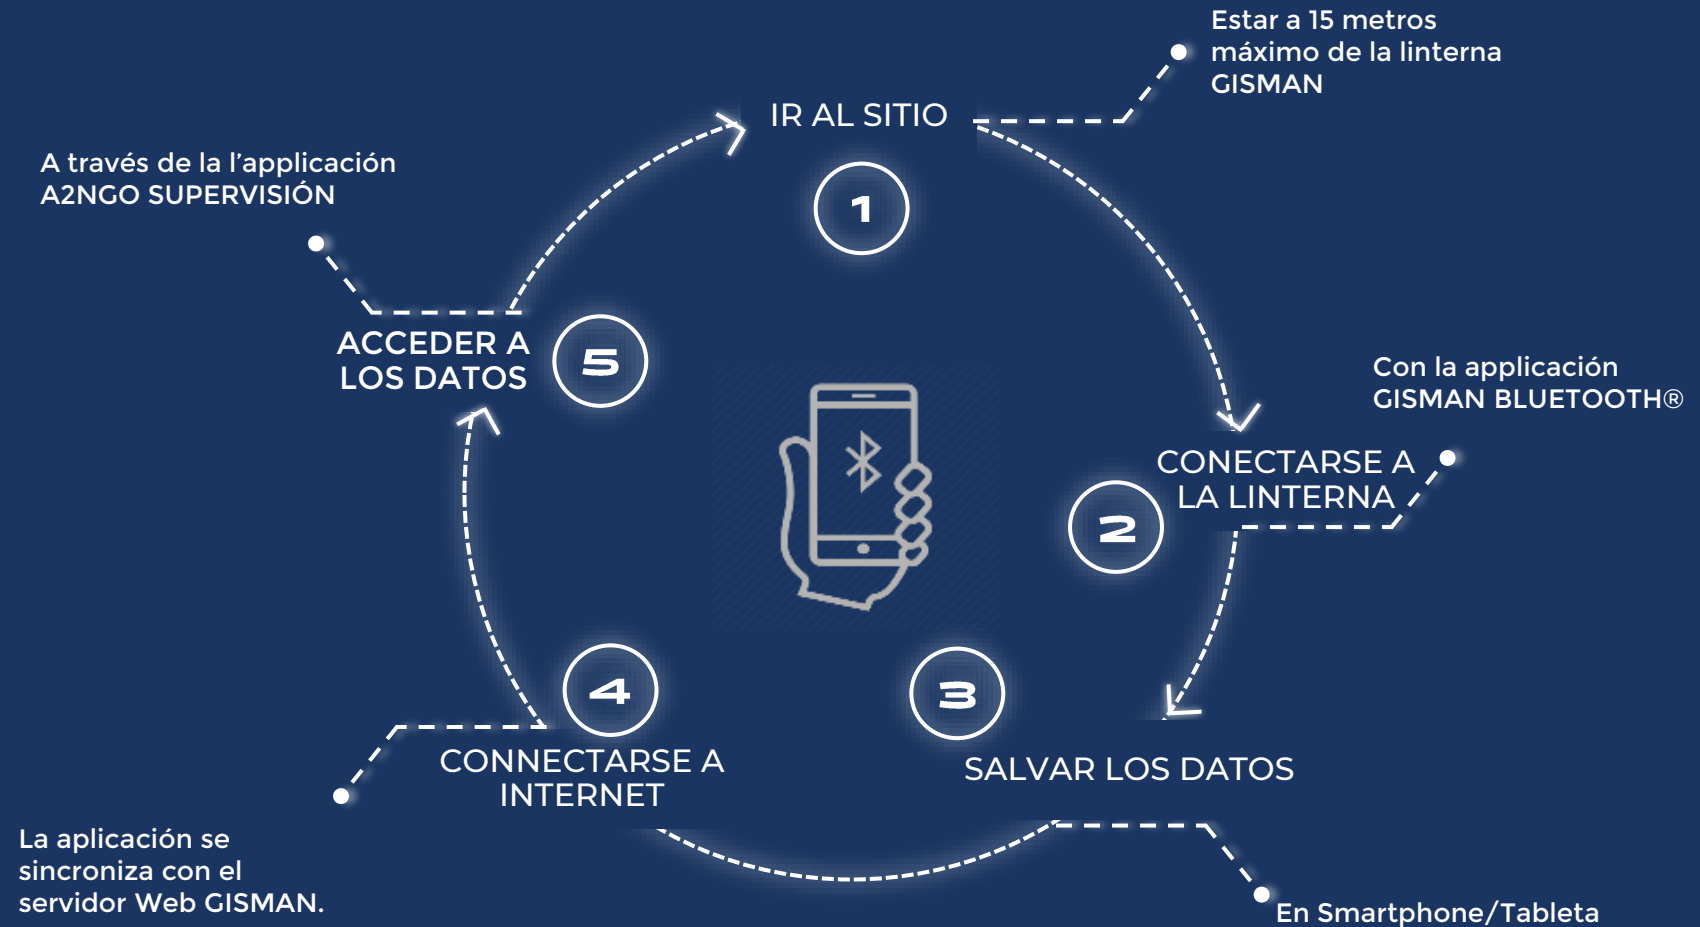 IR AL SITIO
1
Estar a 15 metros
máximo de la linterna
GISMAN
CONECTARSE A
LA LINTERNA
2
Con la applicación
GISMAN BLUETOOTH®
3
SALVAR LOS DATOS
En Smartphone/Tableta
4
CONNECTARSE A
INTERNET
La aplicación se
sincroniza con el
servidor Web GISMAN.
5
ACCEDER A
LOS DATOS
A través de la l'applicación
A2NGO SUPERVISIÓN